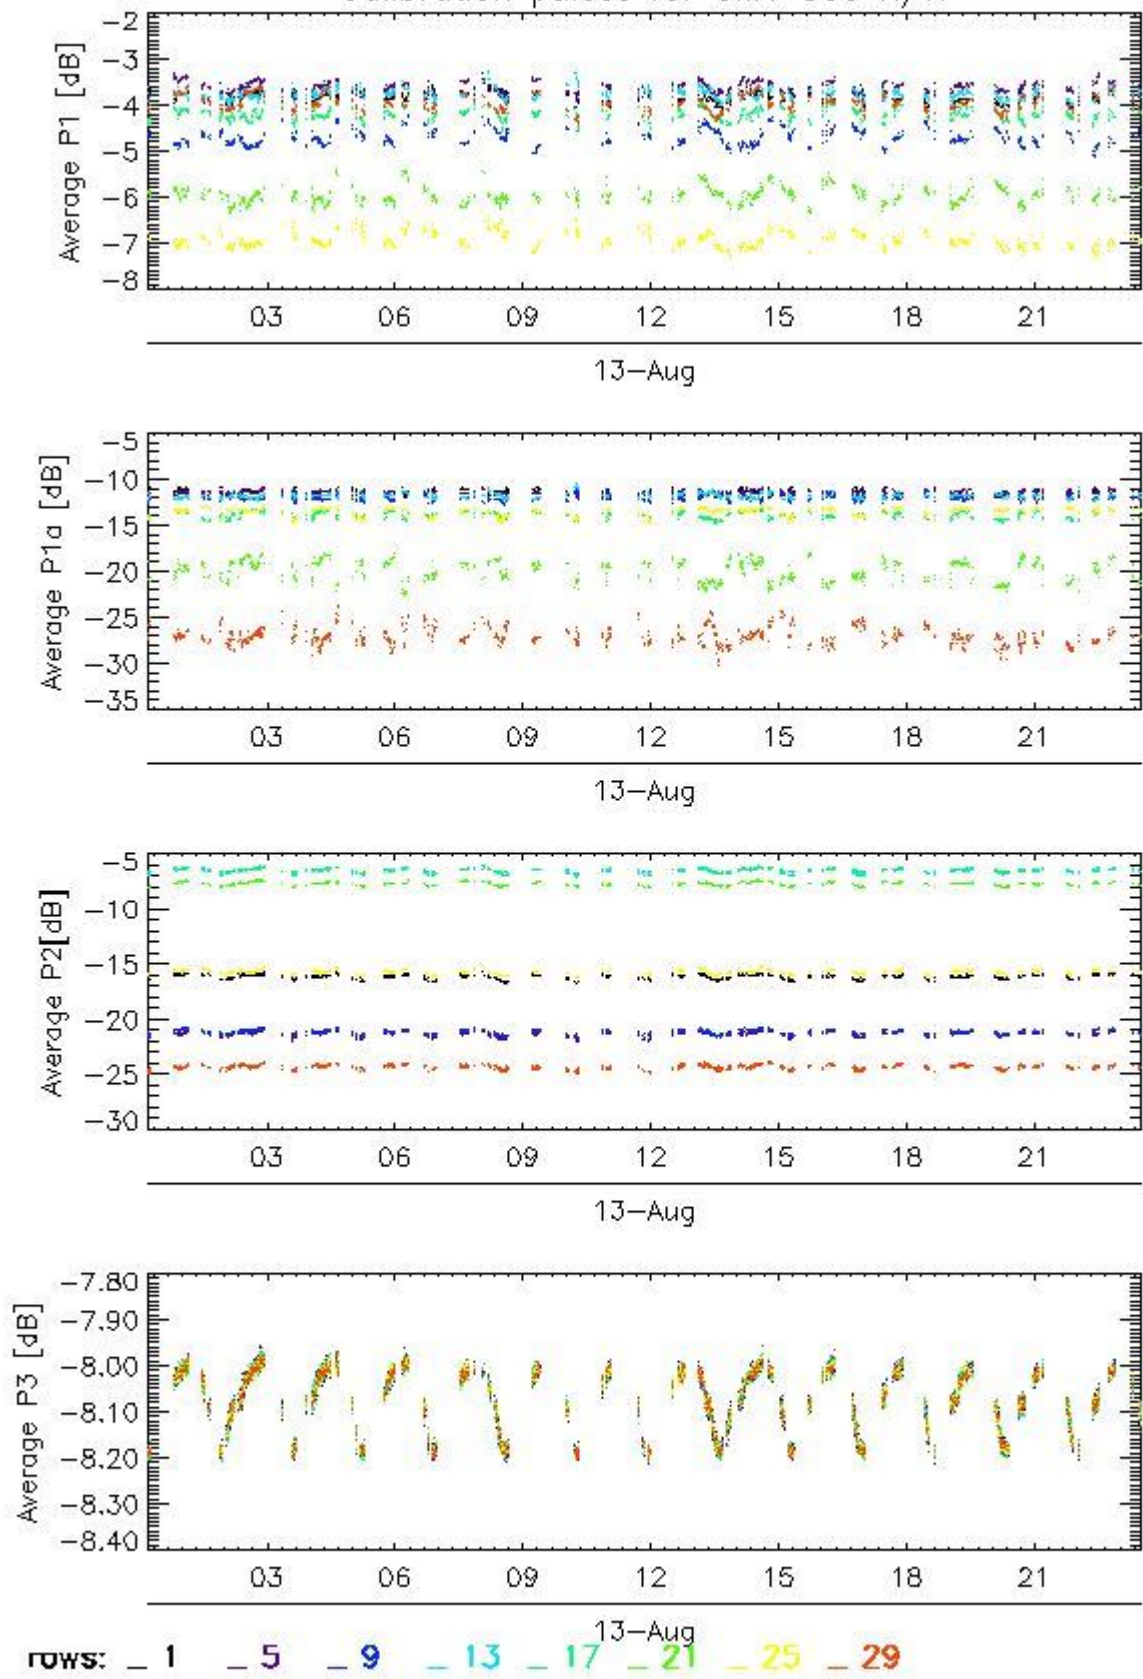 -2
-3
-4
-5
-6
-7
-8
Average P1 [dB]
03 06 09 12 15 18 21
13-Aug
-5
-10
-15
-20
-25
-30
-35
Average P1a [dB]
03 06 09 12 15 18 21
13-Aug
-5
-10
-15
-20
-25
-30
Average P2[dB]
03 06 09 12 15 18 21
13-Aug
-7.80
-7.90
-8.00
-8.10
-8.20
-8.30
-8.40
Average P3 [dB]
03 06 09 12 15 18 21
13-Aug
rows: _ 1 _ 5 _ 9 _ 13 _ 17 _ 21 _ 25 _ 29